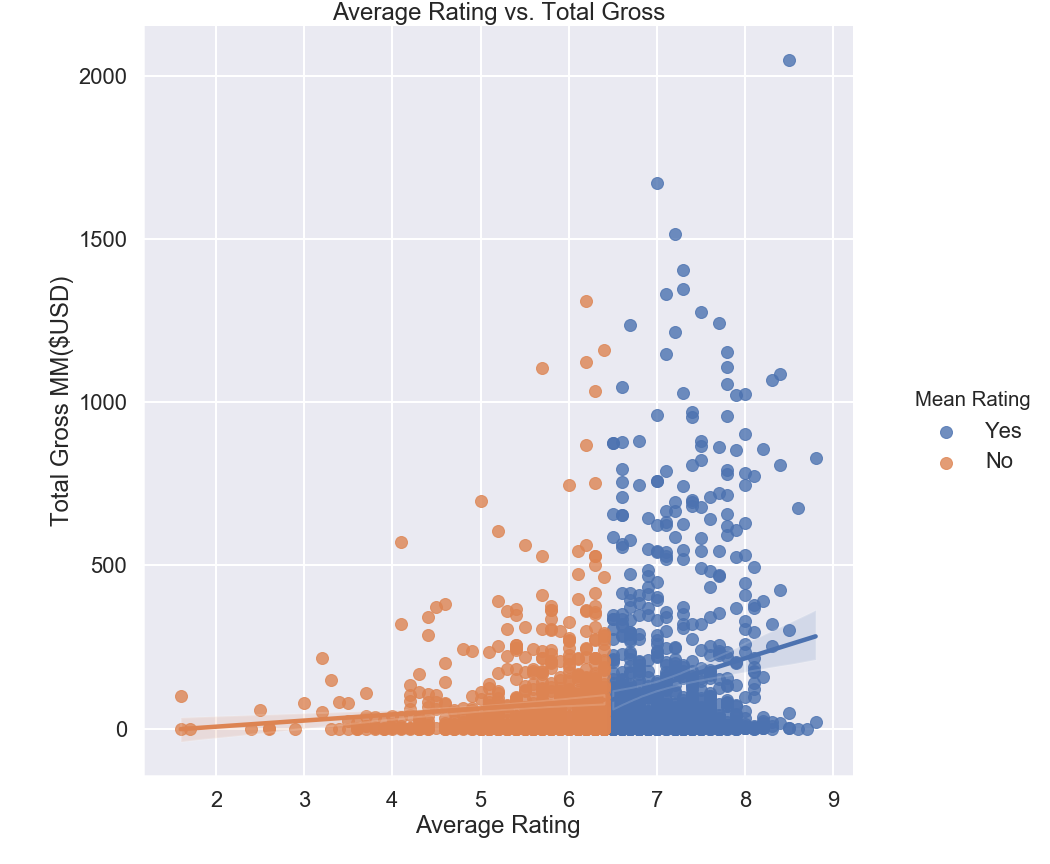 Average Rating vs. Total Gross
Total Gross MM($USD)
2000
1500
1000
500
0
2 3 4 5 6 7 8 9
Average Rating
Mean Rating
Yes
No